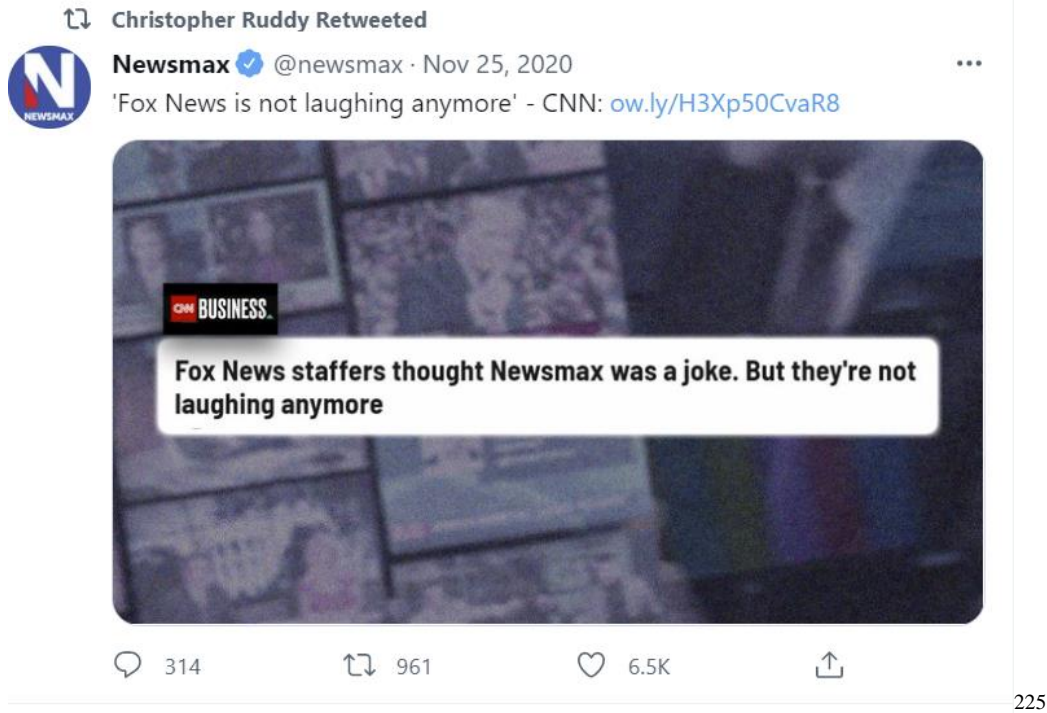 Christopher Ruddy Retweeted
Newsmax @newsmax · Nov 25, 2020
'Fox News is not laughing anymore' - CNN: ow.ly/H3Xp50CvaR8
NEWSMAX
CNN BUSINESS
Fox News staffers thought Newsmax was a joke. But they're not
laughing anymore
314 961 6.5K
225